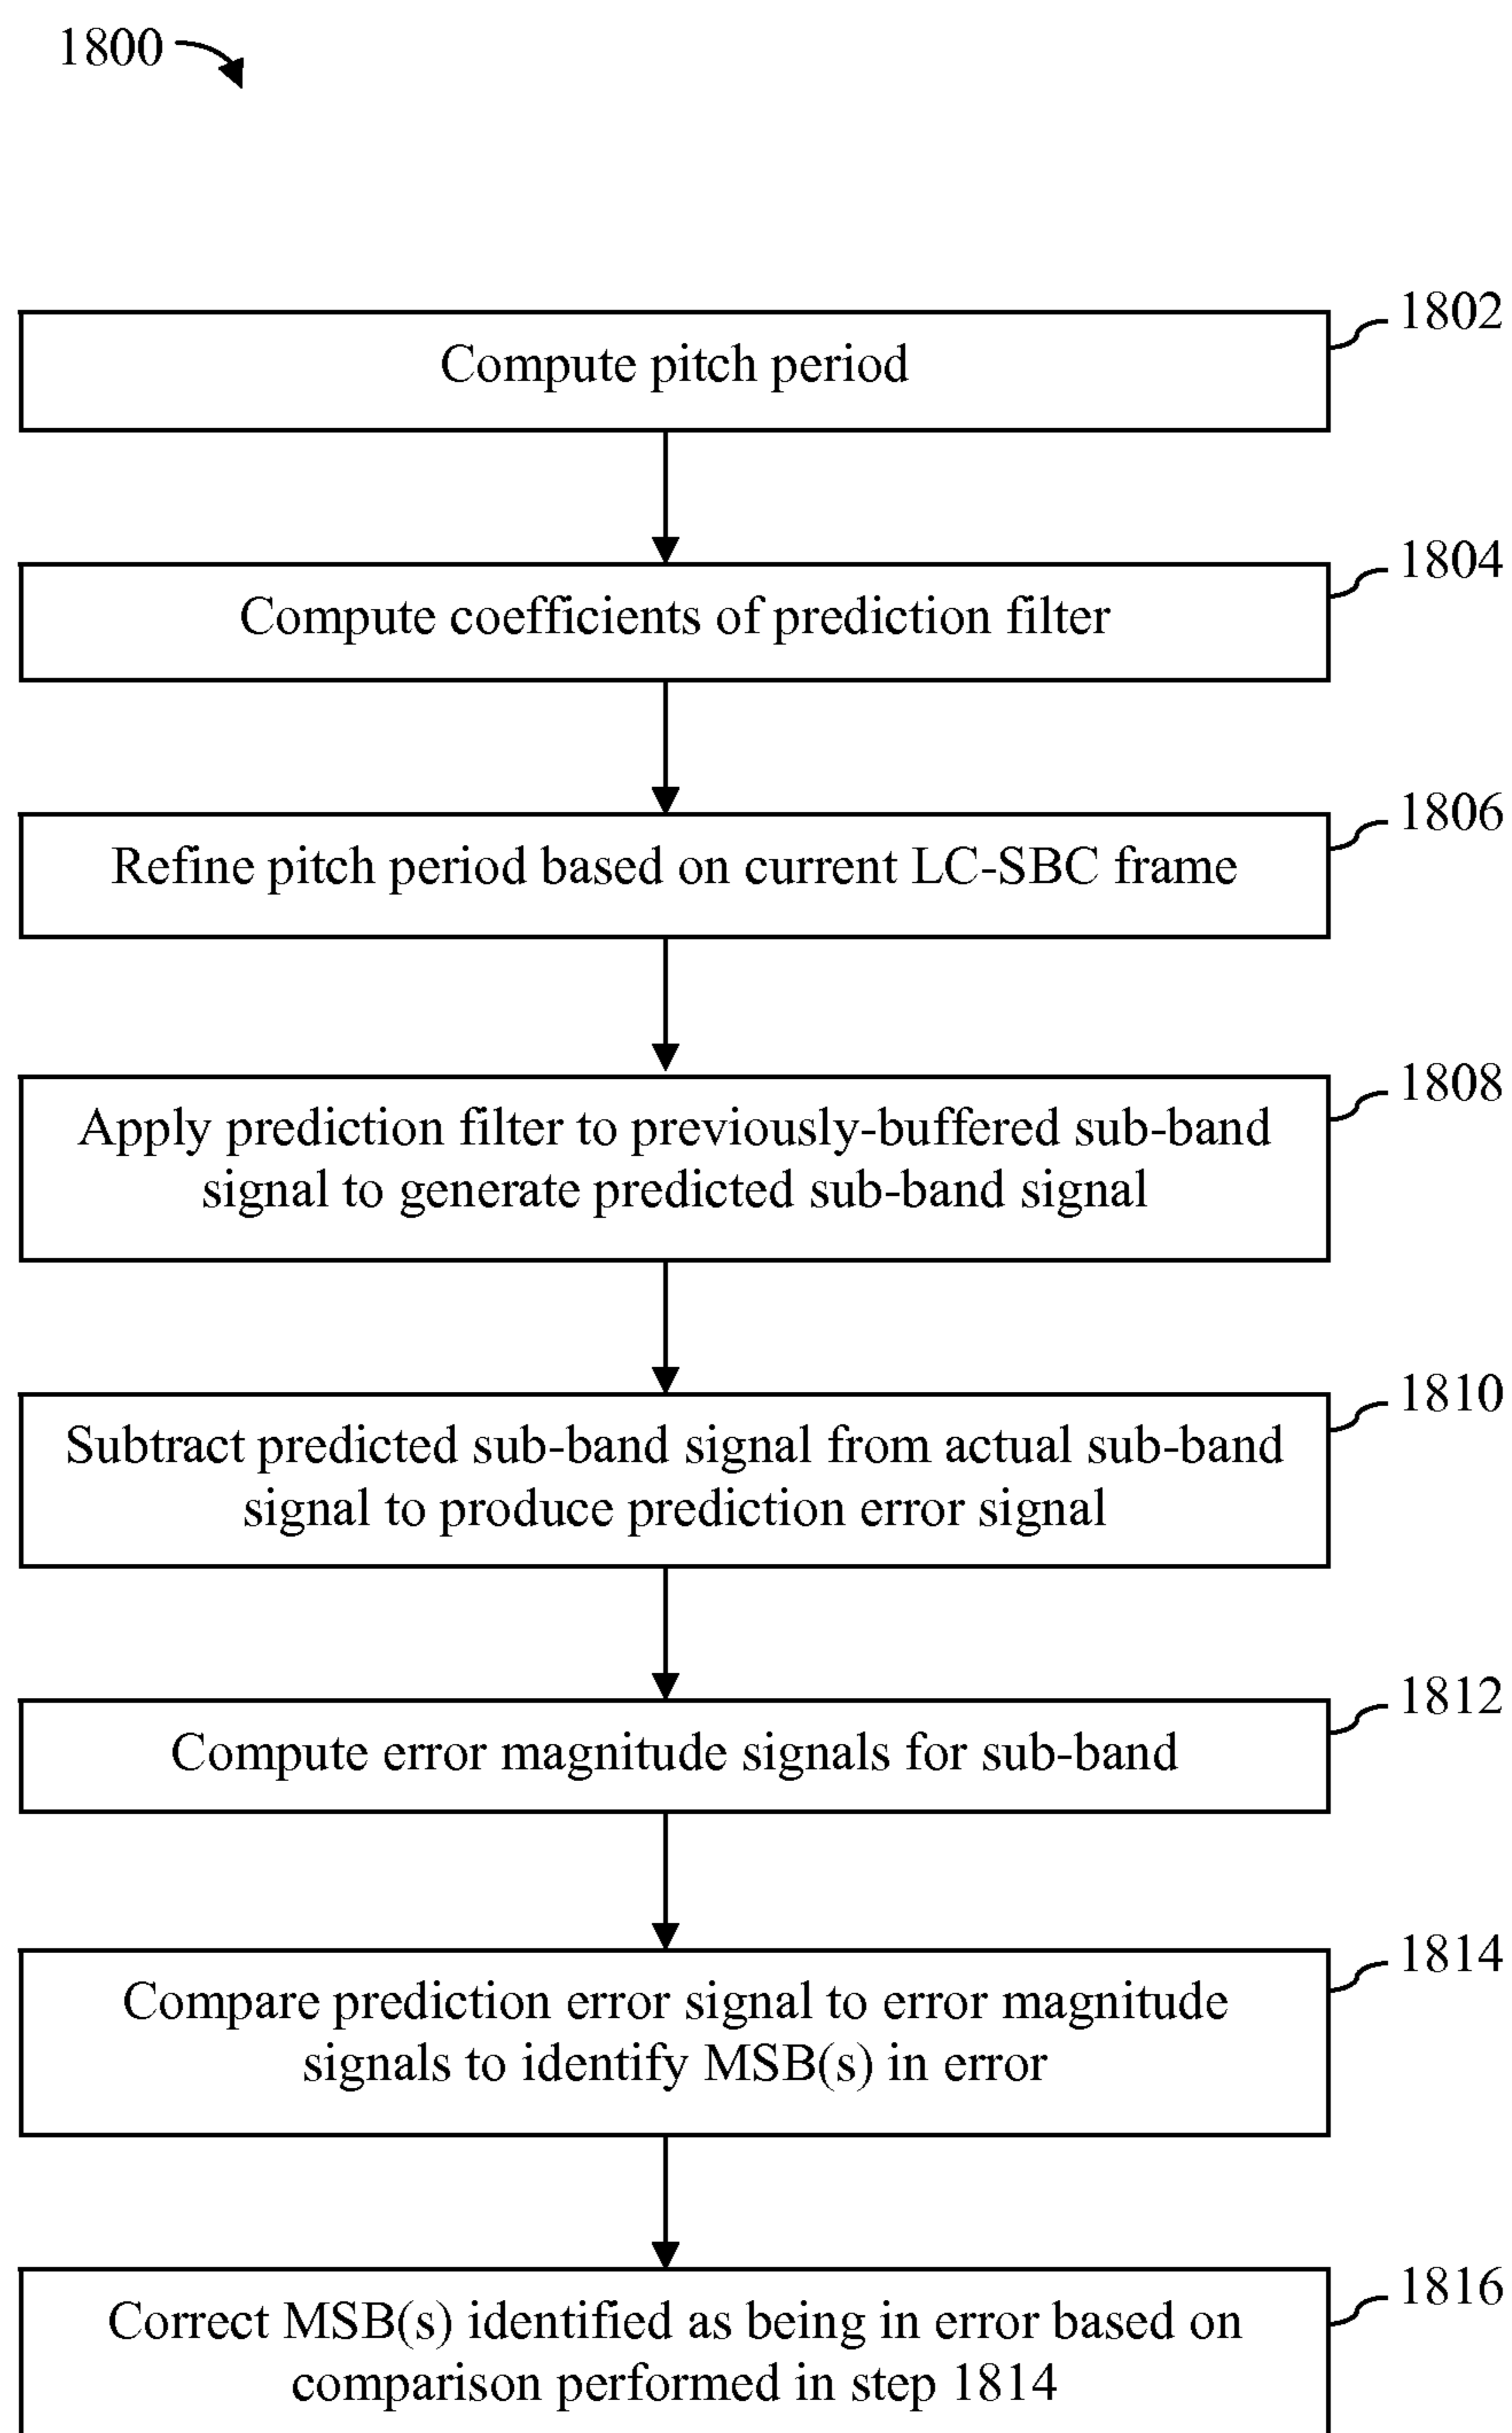 1800
1802
Compute pitch period
1804
Compute coefficients of prediction filter
1806
Refine pitch period based on current LC-SBC frame
1808
Apply prediction filter to previously-buffered sub-band
signal to generate predicted sub-band signal
1810
Subtract predicted sub-band signal from actual sub-band
signal to produce prediction error signal
1812
Compute error magnitude signals for sub-band
1814
Compare prediction error signal to error magnitude
signals to identify MSB(s) in error
1816
Correct MSB(s) identified as being in error based on
comparison performed in step 1814